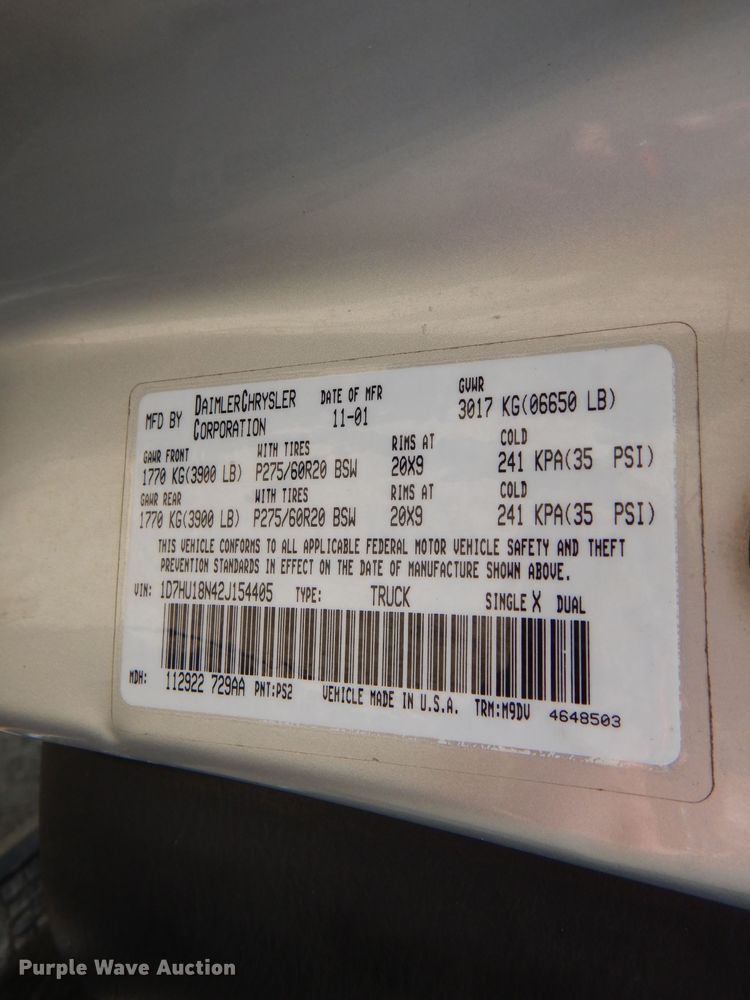 MFD BY DAIMLERCHRYSLER CORPORATION
DATE OF MFR 11-01
GVWR 3017 KG(06650 LB)
GAWR FRONT WITH TIRES RIMS AT COLD
1770 KG(3900 LB) P275/60R20 BSW 20X9 241 KPA(35 PSI)
GAWR REAR WITH TIRES RIMS AT COLD
1770 KG(3900 LB) P275/60R20 BSW 20X9 241 KPA(35 PSI)
THIS VEHICLE CONFORMS TO ALL APPLICABLE FEDERAL MOTOR VEHICLE SAFETY AND THEFT
PREVENTION STANDARDS IN EFFECT ON THE DATE OF MANUFACTURE SHOWN ABOVE.
VIN: 1D7HU18N42J154405 TYPE: TRUCK SINGLE X DUAL
MDH: 112922 729AA PNT:PS2 VEHICLE MADE IN U.S.A. TRM:M9DV 4648503
Purple Wave Auction